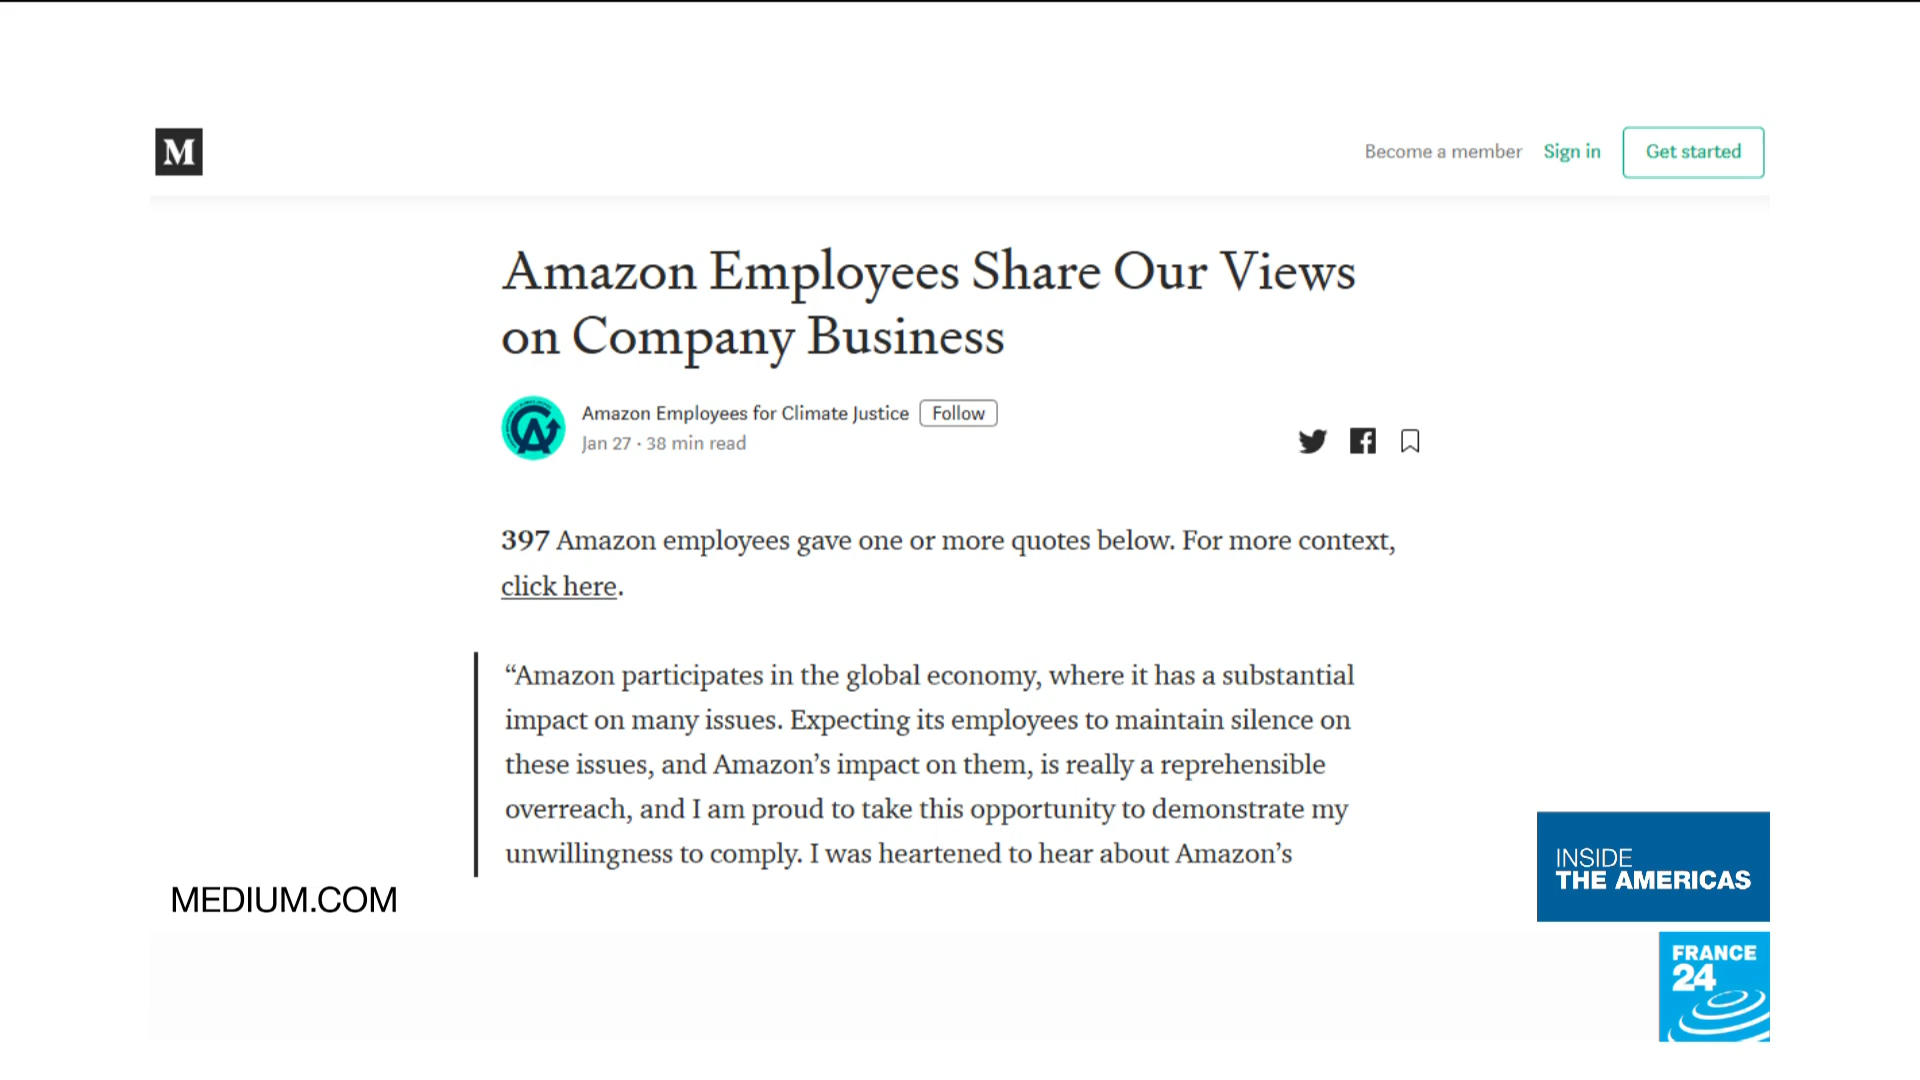 M
Become a member Sign in Get started
Amazon Employees Share Our Views
on Company Business
Amazon Employees for Climate Justice Follow
Jan 27 · 38 min read
397 Amazon employees gave one or more quotes below. For more context,
click here.
“Amazon participates in the global economy, where it has a substantial
impact on many issues. Expecting its employees to maintain silence on
these issues, and Amazon’s impact on them, is really a reprehensible
overreach, and I am proud to take this opportunity to demonstrate my
unwillingness to comply. I was heartened to hear about Amazon’s
MEDIUM.COM
INSIDE
THE AMERICAS
FRANCE
24